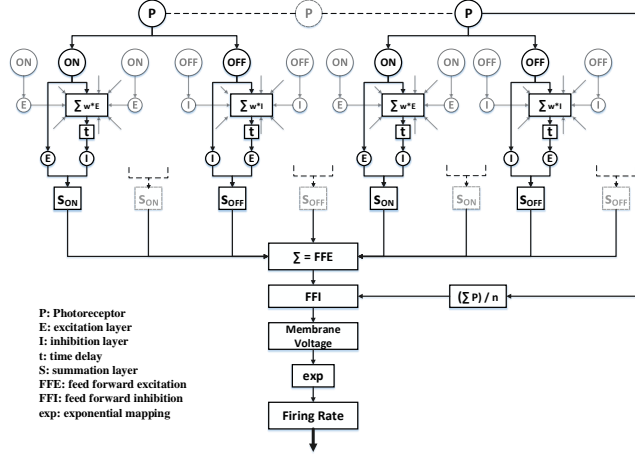 P P P
ON ON ON OFF OFF OFF ON ON ON OFF OFF OFF
E ∑ w*E E I ∑ w*I I E ∑ w*E E I ∑ w*I I
t t t t
E I I E E I I E
SON SON SOFF SOFF SON SON SOFF SOFF
∑ = FFE
FFI (∑ P) / n
Membrane
Voltage
exp
Firing Rate
P: Photoreceptor
E: excitation layer
I: inhibition layer
t: time delay
S: summation layer
FFE: feed forward excitation
FFI: feed forward inhibition
exp: exponential mapping